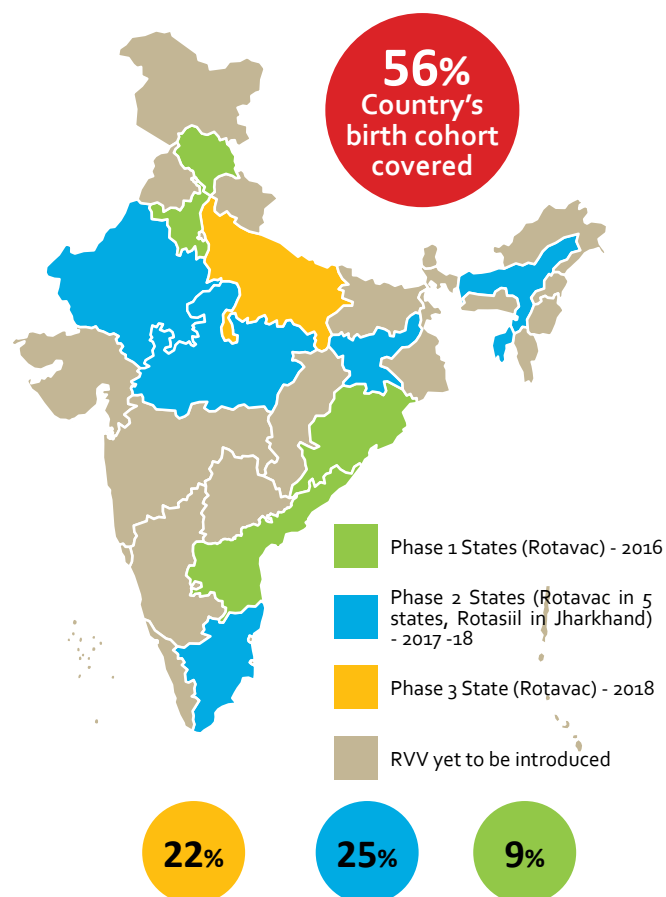 56%
Country's
birth cohort
covered
Phase 1 States (Rotavac) - 2016
Phase 2 States (Rotavac in 5
states, Rotasiil in Jharkhand)
- 2017 -18
Phase 3 State (Rotavac) - 2018
RVV yet to be introduced
22%
25%
9%